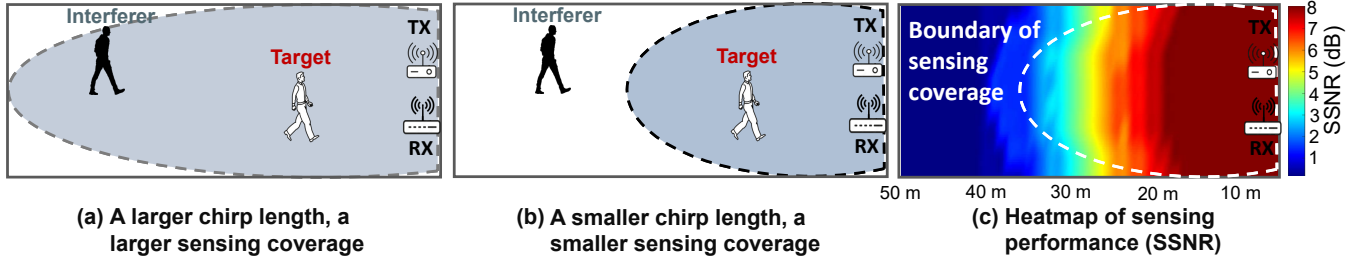 Interferer
TX
Target
RX
(a) A larger chirp length, a
larger sensing coverage
Interferer
TX
Target
RX
(b) A smaller chirp length, a
smaller sensing coverage
Boundary of
sensing
coverage
TX
RX
8
7
6
5
4
3
2
1
SSNR (dB)
50 m
40 m
30 m
20 m
10 m
(c) Heatmap of sensing
performance (SSNR)